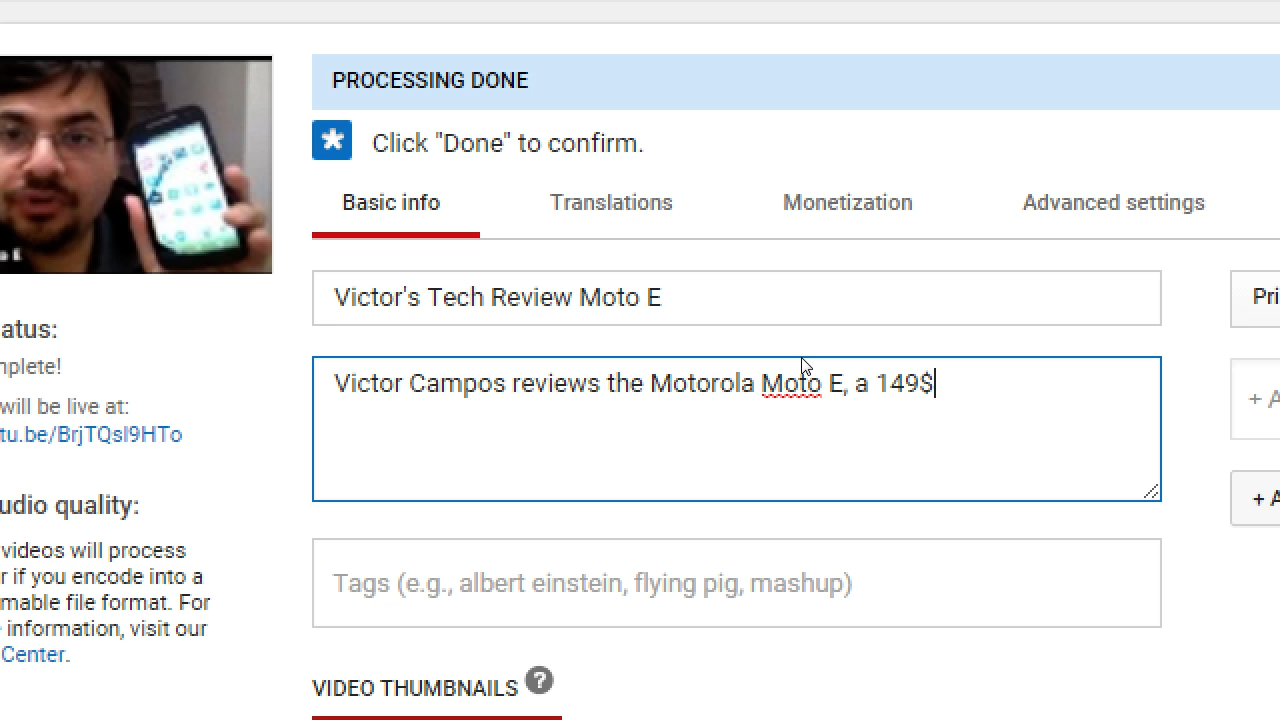 PROCESSING DONE
Click "Done" to confirm.
Basic info Translations Monetization Advanced settings
Victor's Tech Review Moto E
Pri
Victor Campos reviews the Motorola Moto E, a 149$
+ A
Tags (e.g., albert einstein, flying pig, mashup)
+ A
VIDEO THUMBNAILS ?
atus:
nplete!
will be live at:
tu.be/BrjTQsl9HTo
udio quality:
videos will process
r if you encode into a
mable file format. For
information, visit our
Center.